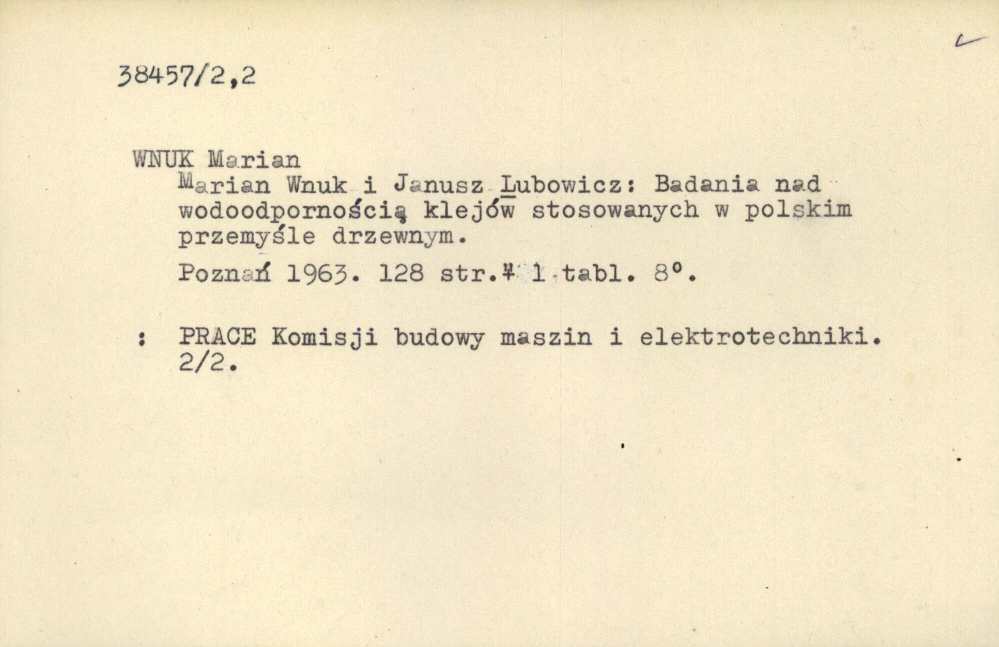 38457/2,2
WNUK Marian
Marian Wnuk i Janusz Lubowicz: Badania nad
wodoodpornością klejów stosowanych w polskim
przemyśle drzewnym.
Poznań 1963. 128 str.+ 1 tabl. 8°.
: PRACE Komisji budowy maszin i elektrotechniki.
2/2.